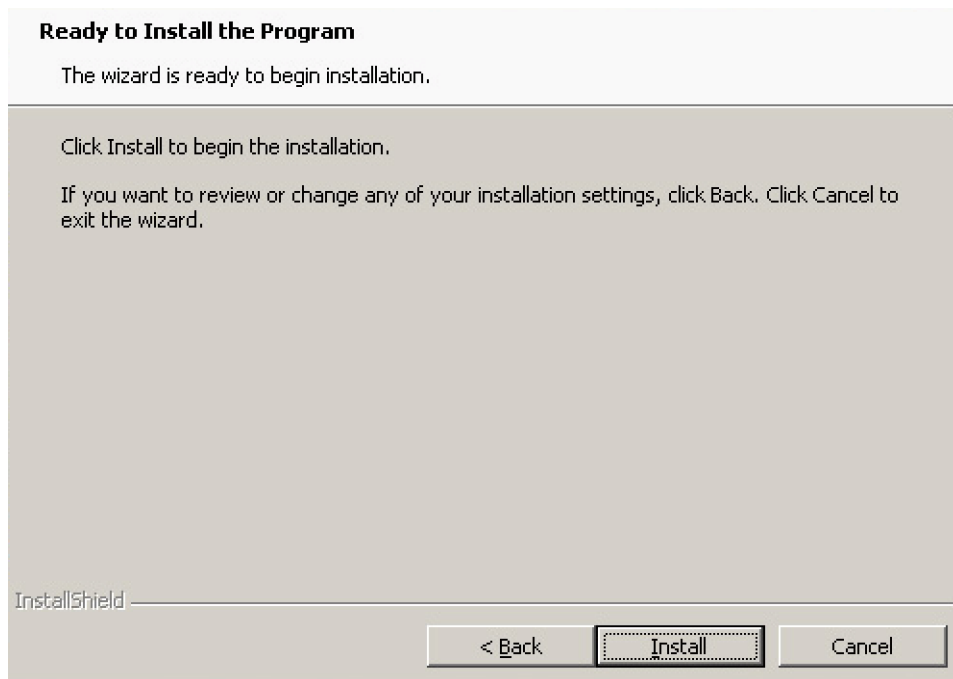 Ready to Install the Program
The wizard is ready to begin installation.
Click Install to begin the installation.
If you want to review or change any of your installation settings, click Back. Click Cancel to
exit the wizard.
InstallShield
< Back
Install
Cancel